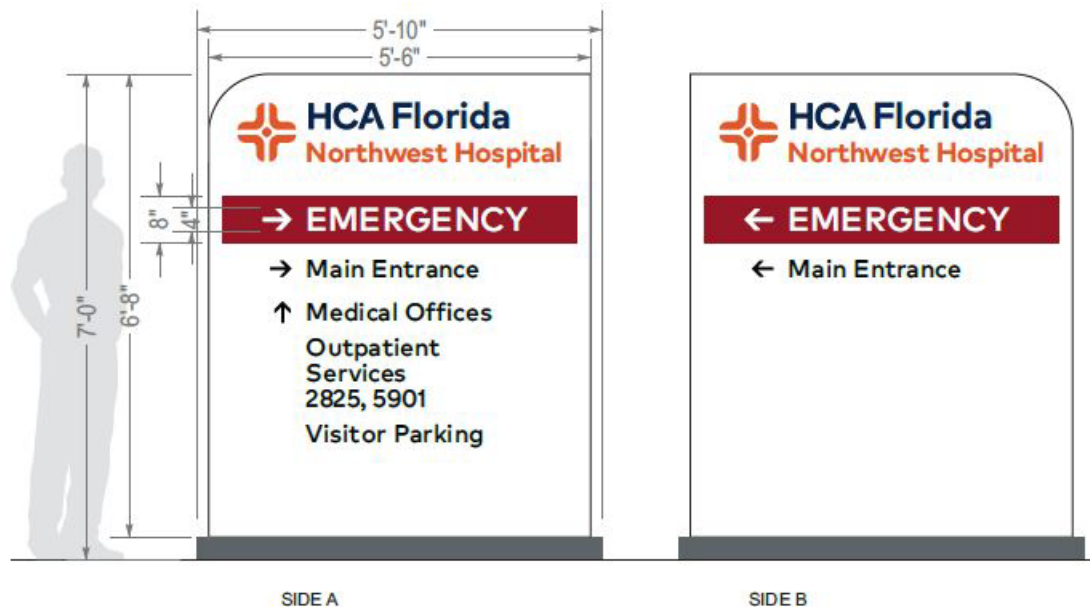 5'-10"
5'-6"
HCA Florida
Northwest Hospital
8"
4"
→ EMERGENCY
→ Main Entrance
↑ Medical Offices
Outpatient
Services
2825, 5901
Visitor Parking
7'-0"
6'-8"
SIDE A
HCA Florida
Northwest Hospital
← EMERGENCY
← Main Entrance
SIDE B